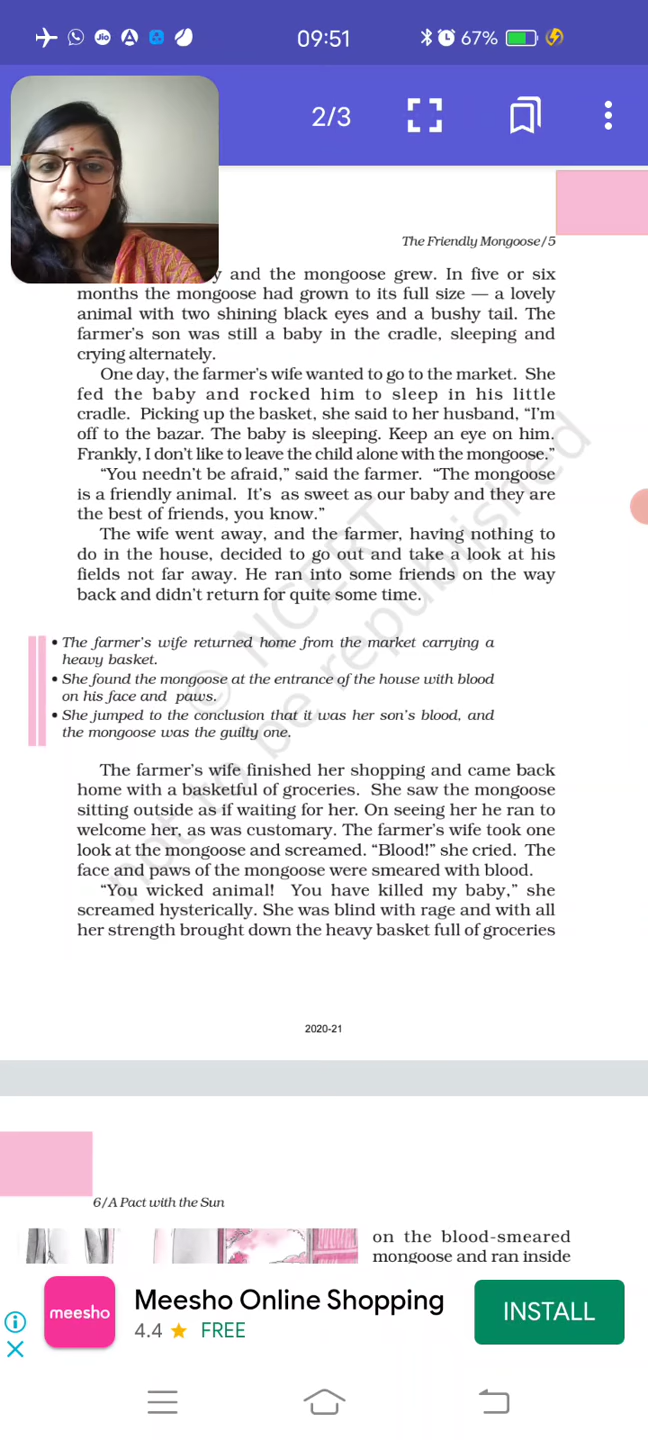 09:51
67%
2/3
The Friendly Mongoose/5
and the mongoose grew. In five or six
months the mongoose had grown to its full size — a lovely
animal with two shining black eyes and a bushy tail. The
farmer's son was still a baby in the cradle, sleeping and
crying alternately.
One day, the farmer's wife wanted to go to the market. She
fed the baby and rocked him to sleep in his little
cradle. Picking up the basket, she said to her husband, “I'm
off to the bazar. The baby is sleeping. Keep an eye on him.
Frankly, I don't like to leave the child alone with the mongoose.”
“You needn't be afraid,” said the farmer. “The mongoose
is a friendly animal. It's as sweet as our baby and they are
the best of friends, you know.”
The wife went away, and the farmer, having nothing to
do in the house, decided to go out and take a look at his
fields not far away. He ran into some friends on the way
back and didn't return for quite some time.
• The farmer's wife returned home from the market carrying a
heavy basket.
• She found the mongoose at the entrance of the house with blood
on his face and paws.
• She jumped to the conclusion that it was her son's blood, and
the mongoose was the guilty one.
The farmer's wife finished her shopping and came back
home with a basketful of groceries. She saw the mongoose
sitting outside as if waiting for her. On seeing her he ran to
welcome her, as was customary. The farmer's wife took one
look at the mongoose and screamed. “Blood!” she cried. The
face and paws of the mongoose were smeared with blood.
“You wicked animal! You have killed my baby,” she
screamed hysterically. She was blind with rage and with all
her strength brought down the heavy basket full of groceries
© NCERT
not to be republished
2020-21
6/A Pact with the Sun
on the blood-smeared
mongoose and ran inside
meesho
Meesho Online Shopping
4.4 ★ FREE
INSTALL